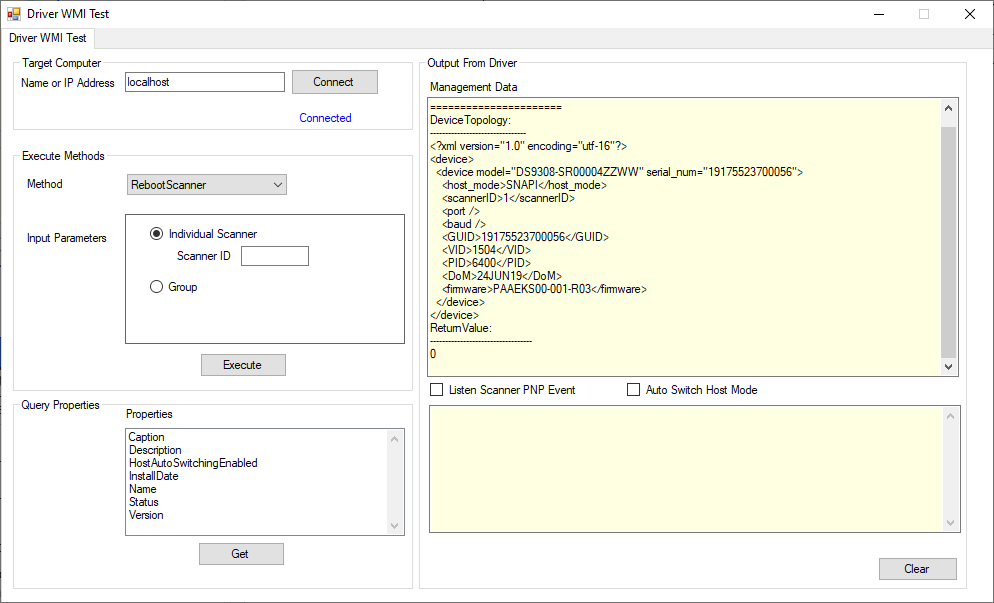 Driver WMI Test
Driver WMI Test
Target Computer
Name or IP Address
localhost
Connect
Connected
Execute Methods
Method
RebootScanner
Input Parameters
Individual Scanner
Scanner ID
Group
Execute
Query Properties
Properties
Caption
Description
HostAutoSwitchingEnabled
InstallDate
Name
Status
Version
Get
Output From Driver
Management Data
======================
DeviceTopology:
--------------------------------
<?xml version="1.0" encoding="utf-16"?>
<device>
<device model="DS9308-SR00004ZZWW" serial_num="19175523700056">
<host_mode>SNAPI</host_mode>
<scannerID>1</scannerID>
<port />
<baud />
<GUID>19175523700056</GUID>
<VID>1504</VID>
<PID>6400</PID>
<DoM>24JUN19</DoM>
<firmware>PAAEKS00-001-R03</firmware>
</device>
</device>
ReturnValue:
----------------------------------
0
Listen Scanner PNP Event
Auto Switch Host Mode
Clear